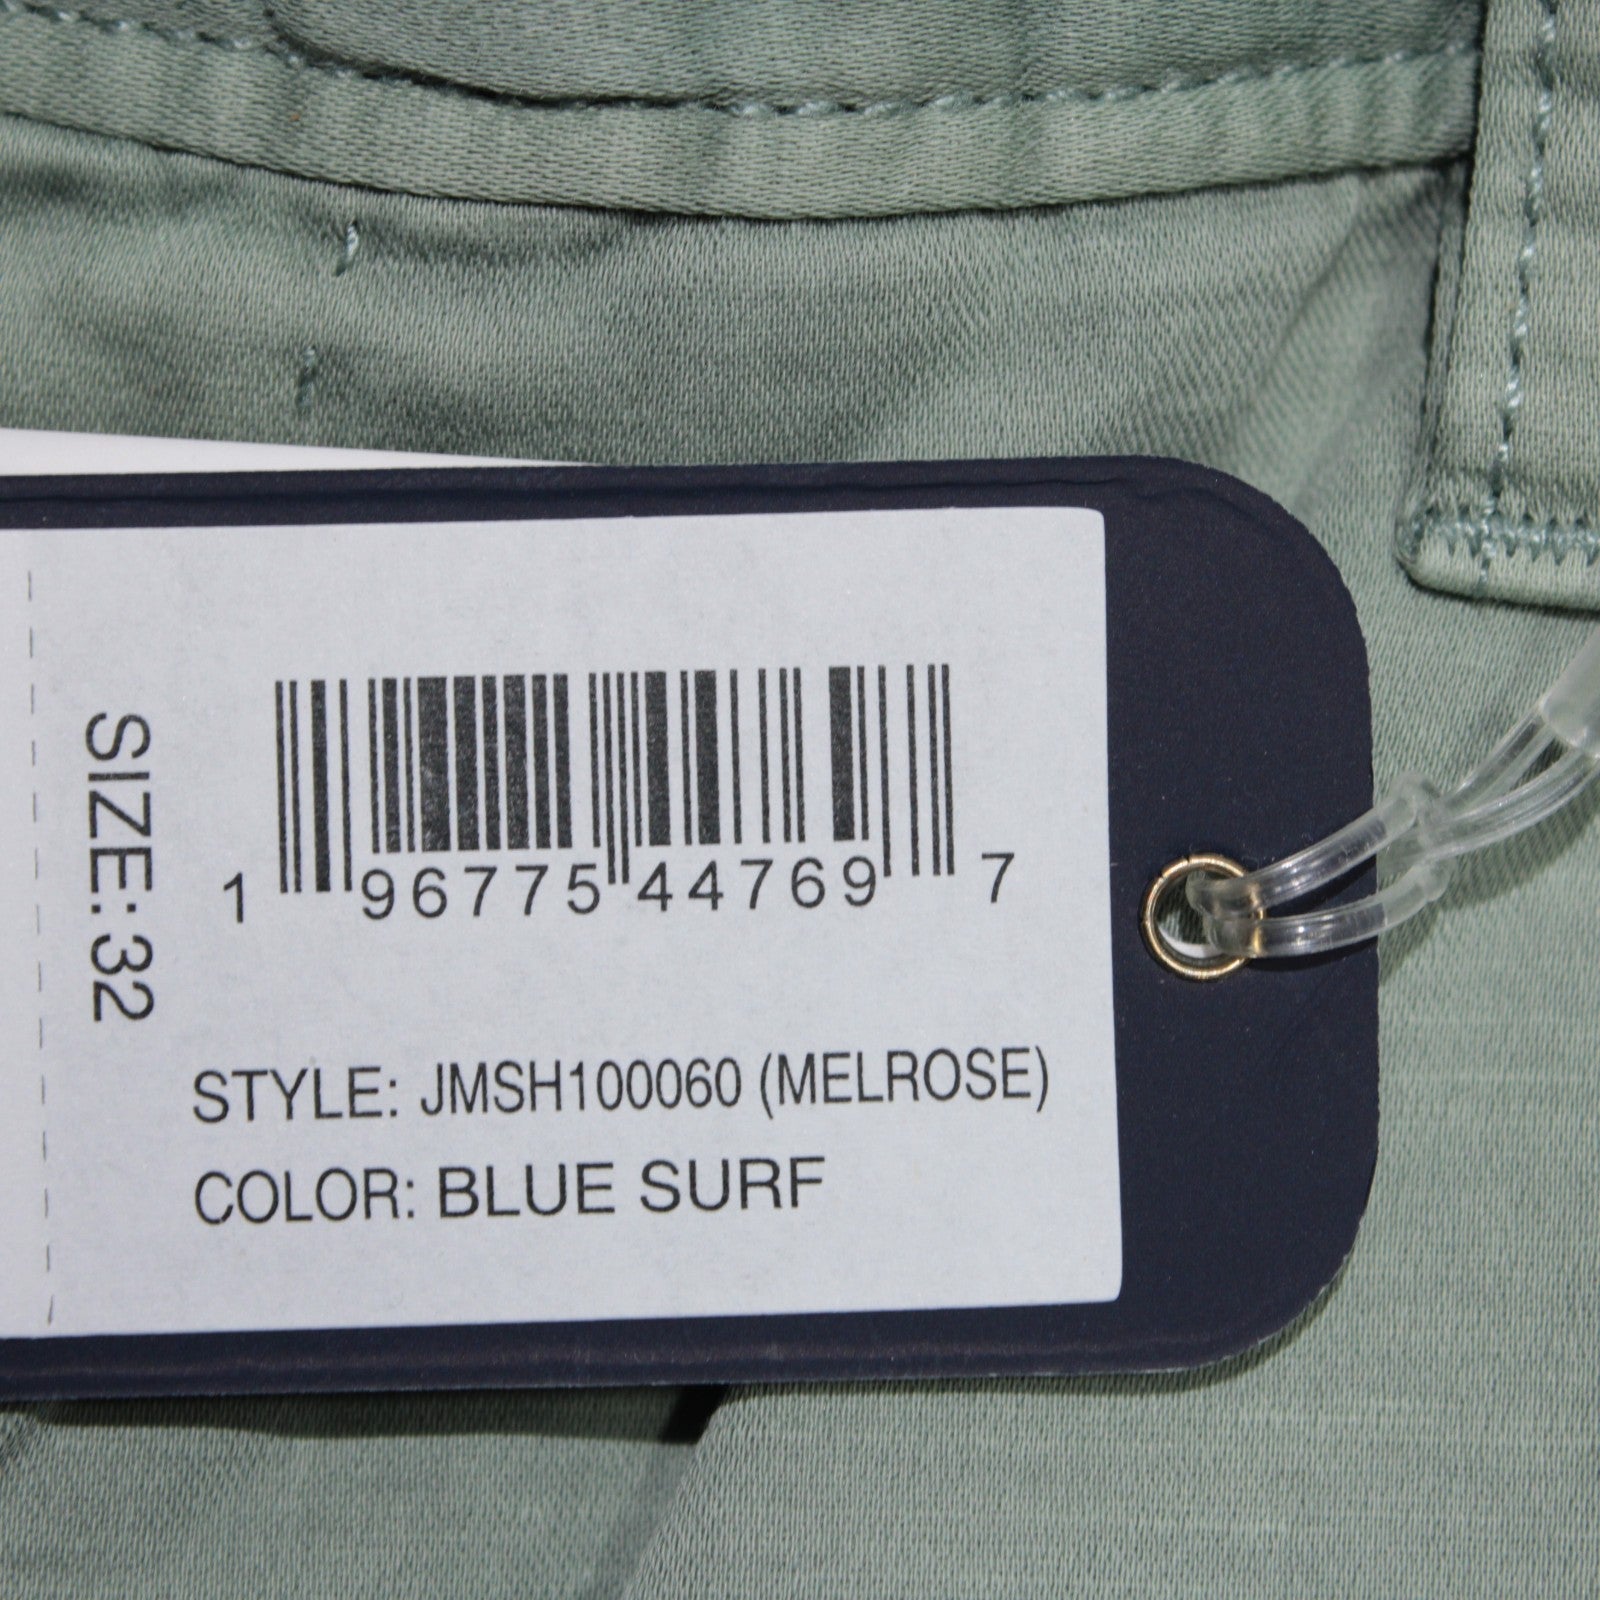 SIZE: 32
1 96775 44769 7
STYLE: JMSH100060 (MELROSE)
COLOR: BLUE SURF